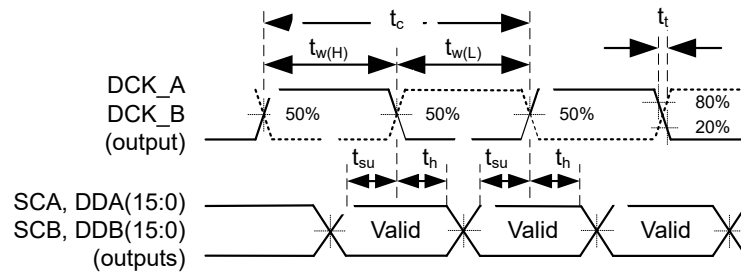 tc
tt
tw(H) tw(L)
DCK_A
DCK_B
(output)
50% 50% 50% 80%
20%
tsu th tsu th
SCA, DDA(15:0)
SCB, DDB(15:0)
(outputs)
Valid Valid Valid